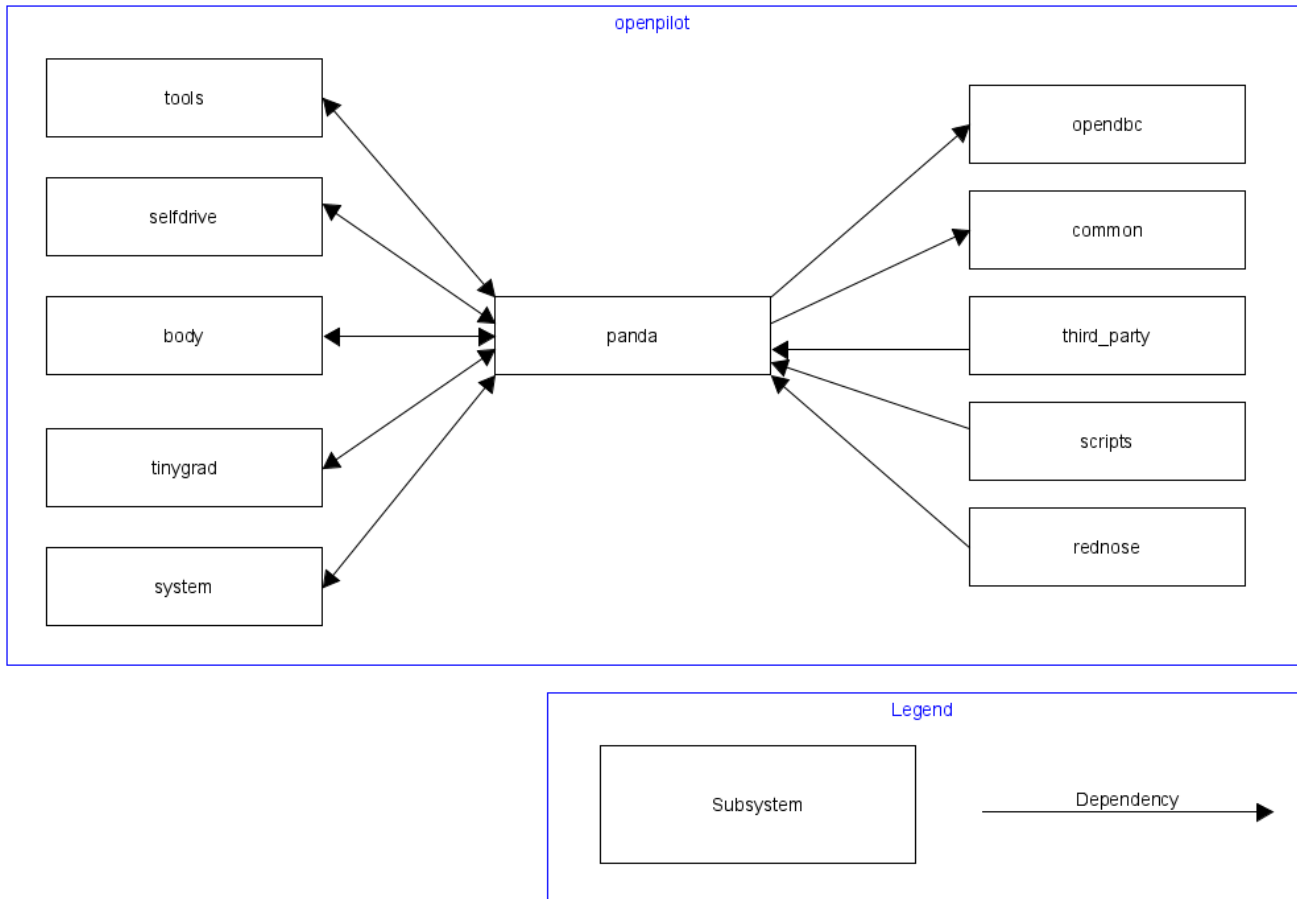 openpilot
tools
selfdrive
body
tinygrad
system
panda
opendbc
common
third_party
scripts
rednose
Legend
Subsystem
Dependency